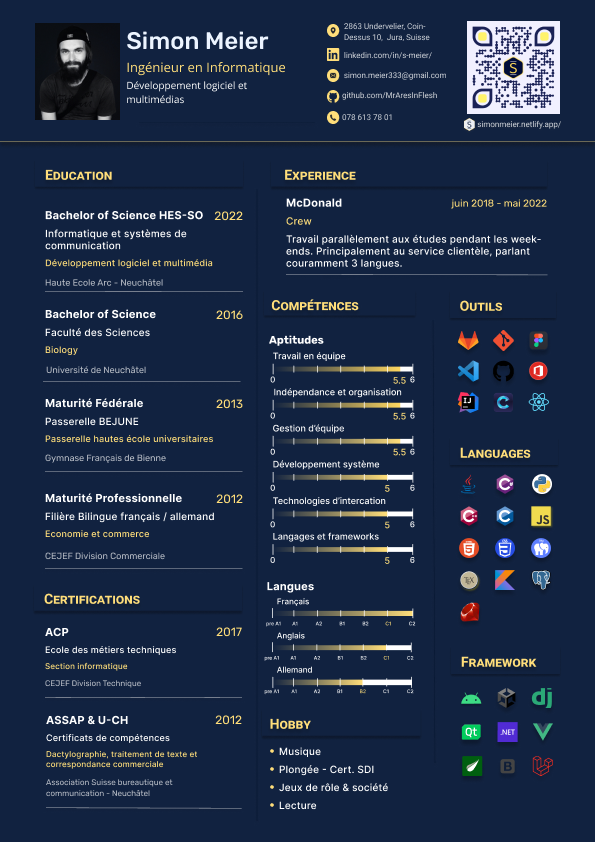 Simon Meier
Ingénieur en Informatique
Développement logiciel et
multimédias
2863 Undervelier, Coin-
Dessus 10, Jura, Suisse
linkedin.com/in/s-meier/
simon.meier333@gmail.com
github.com/MrAresInFlesh
078 613 78 01
simonmeier.netlify.app/
EDUCATION
Bachelor of Science HES-SO 2022
Informatique et systèmes de
communication
Développement logiciel et multimédia
Haute Ecole Arc - Neuchâtel
Bachelor of Science 2016
Faculté des Sciences
Biology
Université de Neuchâtel
Maturité Fédérale 2013
Passerelle BEJUNE
Passerelle hautes école universitaires
Gymnase Français de Bienne
Maturité Professionnelle 2012
Filière Bilingue français / allemand
Economie et commerce
CEJEF Division Commerciale
CERTIFICATIONS
ACP 2017
Ecole des métiers techniques
Section informatique
CEJEF Division Technique
ASSAP & U-CH 2012
Certificats de compétences
Dactylographie, traitement de texte et
correspondance commerciale
Association Suisse bureautique et
communication - Neuchâtel
EXPERIENCE
McDonald juin 2018 - mai 2022
Crew
Travail parallèlement aux études pendant les week-
ends. Principalement au service clientèle, parlant
couramment 3 langues.
COMPÉTENCES
Aptitudes
Travail en équipe
0 5.5 6
Indépendance et organisation
0 5.5 6
Gestion d'équipe
0 5.5 6
Développement système
0 5 6
Technologies d'intercation
0 5 6
Langages et frameworks
0 5 6
Langues
Français
pre A1 A1 A2 B1 B2 C1 C2
Anglais
pre A1 A1 A2 B1 B2 C1 C2
Allemand
pre A1 A1 A2 B1 B2 C1 C2
HOBBY
• Musique
• Plongée - Cert. SDI
• Jeux de rôle & société
• Lecture
OUTILS
IJ
C
LANGUAGES
C
C
C
JS
5
TEX
FRAMEWORK
dj
Qt
.NET
B